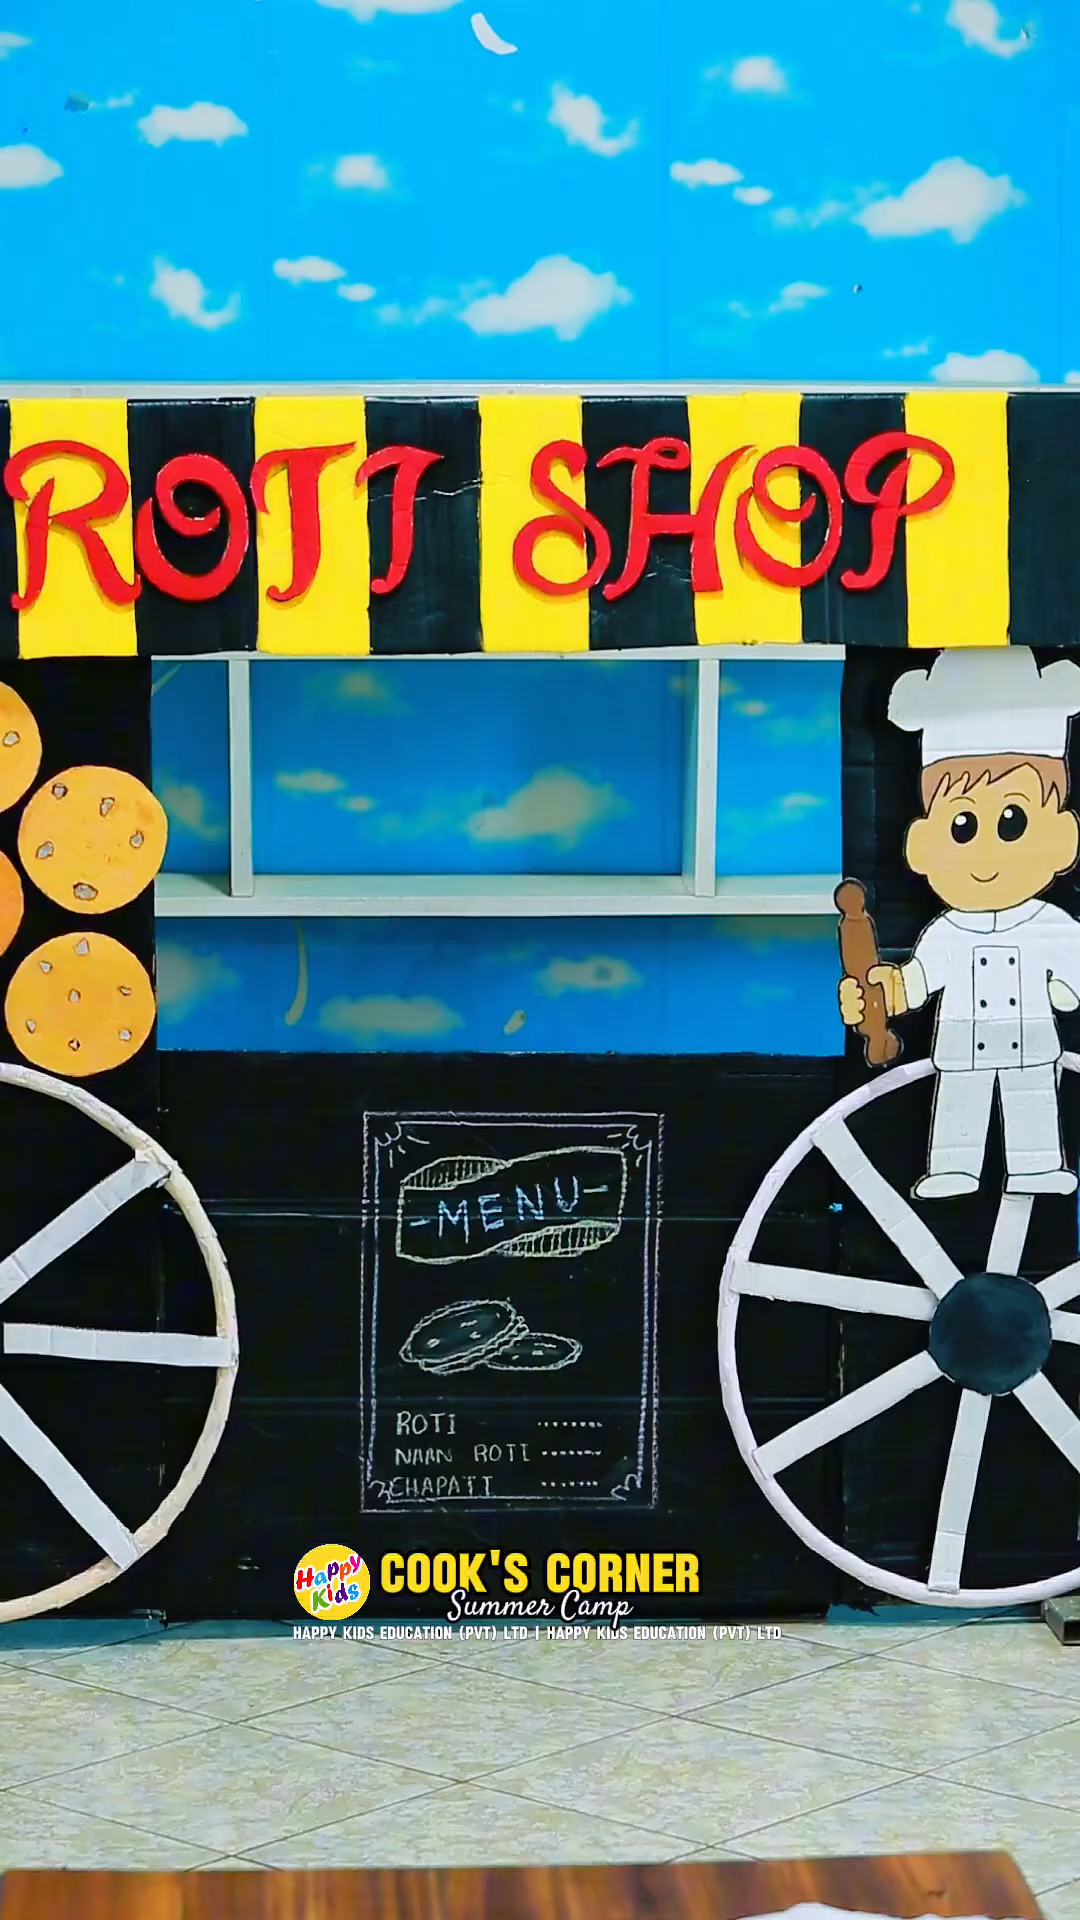 ROTI SHOP
-MENU-
ROTI ........
NAAN ROTI ........
CHAPATI ........
Happy Kids
COOK'S CORNER
Summer Camp
HAPPY KIDS EDUCATION (PVT) LTD | HAPPY KIDS EDUCATION (PVT) LTD